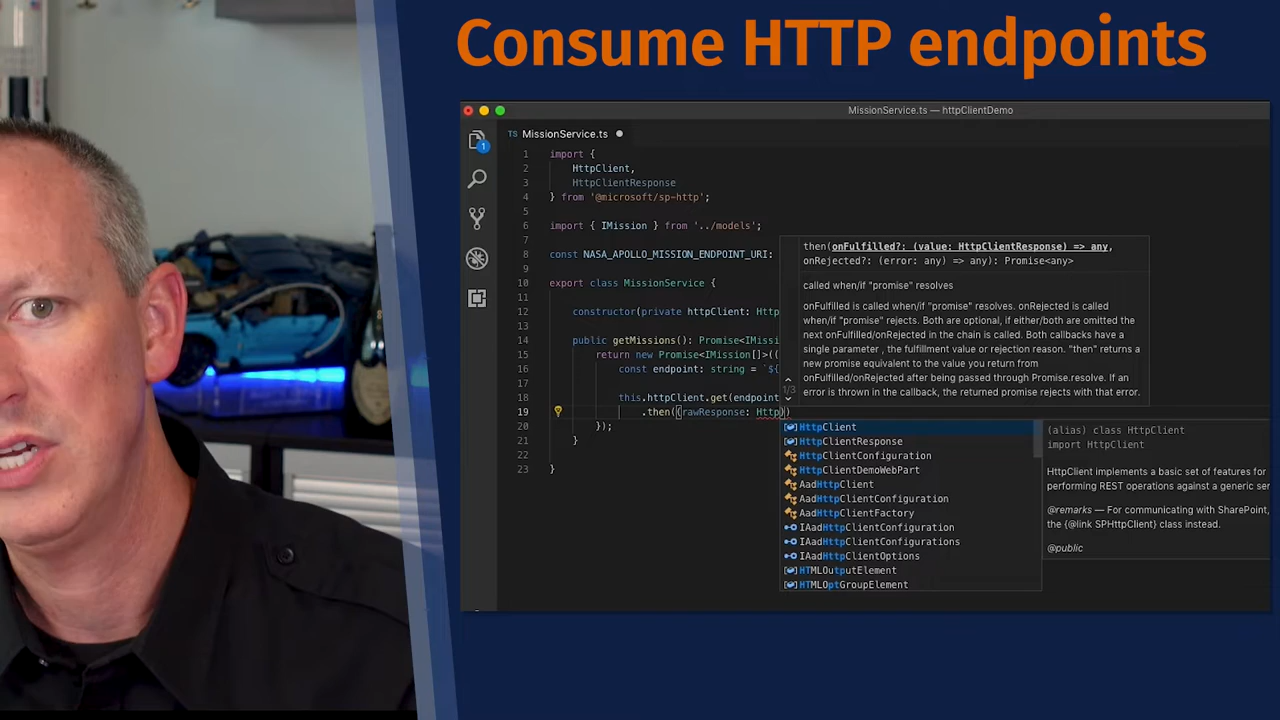 Consume HTTP endpoints
MissionService.ts — httpClientDemo
1
TS MissionService.ts
1 import {
2 HttpClient,
3 HttpClientResponse
4 } from '@microsoft/sp-http';
5
6 import { IMission } from '../models';
7
8 const NASA_APOLLO_MISSION_ENDPOINT_URI:
9
10 export class MissionService {
11
12 constructor(private httpClient: Http
13
14 public getMissions(): Promise<IMissi
15 return new Promise<IMission[]>((
16 const endpoint: string = `${
17
18 this.httpClient.get(endpoint
19 .then((rawResponse: Http))
20 });
21 }
22
23 }
then(onFulfilled?: (value: HttpClientResponse) => any,
onRejected?: (error: any) => any): Promise<any>
called when/if "promise" resolves
onFulfilled is called when/if "promise" resolves. onRejected is called
when/if "promise" rejects. Both are optional, if either/both are omitted the
next onFulfilled/onRejected in the chain is called. Both callbacks have a
single parameter , the fulfillment value or rejection reason. "then" returns a
new promise equivalent to the value you return from
onFulfilled/onRejected after being passed through Promise.resolve. If an
error is thrown in the callback, the returned promise rejects with that error.
1/3
HttpClient
HttpClientResponse
HttpClientConfiguration
HttpClientDemoWebPart
AadHttpClient
AadHttpClientConfiguration
AadHttpClientFactory
IAadHttpClientConfiguration
IAadHttpClientConfigurations
IAadHttpClientOptions
HTMLOutputElement
HTMLOptGroupElement
(alias) class HttpClient
import HttpClient
HttpClient implements a basic set of features for
performing REST operations against a generic ser
@remarks — For communicating with SharePoint,
the {@link SPHttpClient} class instead.
@public